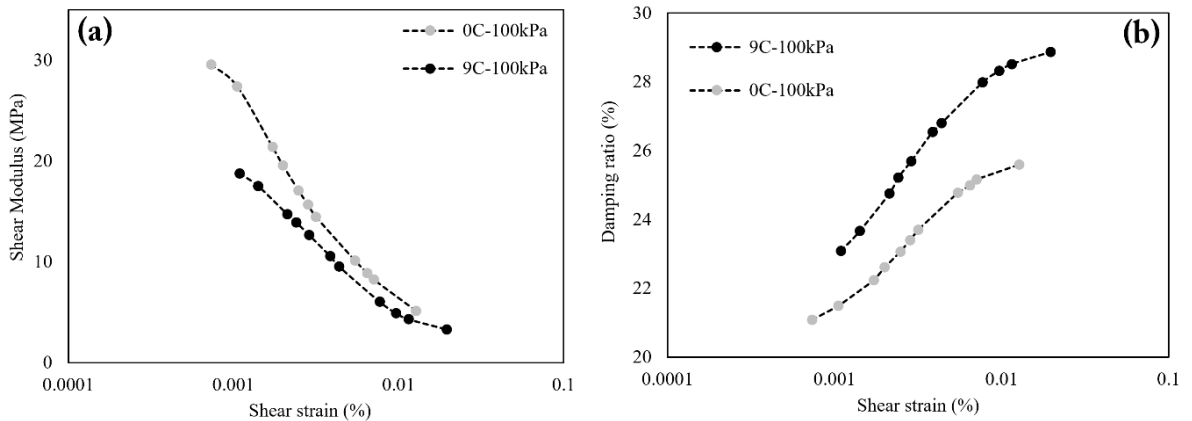 (a)
0C-100kPa
9C-100kPa
30
20
10
0
Shear Modulus (MPa)
0.0001
0.001
0.01
0.1
Shear strain (%)
(b)
9C-100kPa
0C-100kPa
30
28
26
24
22
20
Damping ratio (%)
0.0001
0.001
0.01
0.1
Shear strain (%)